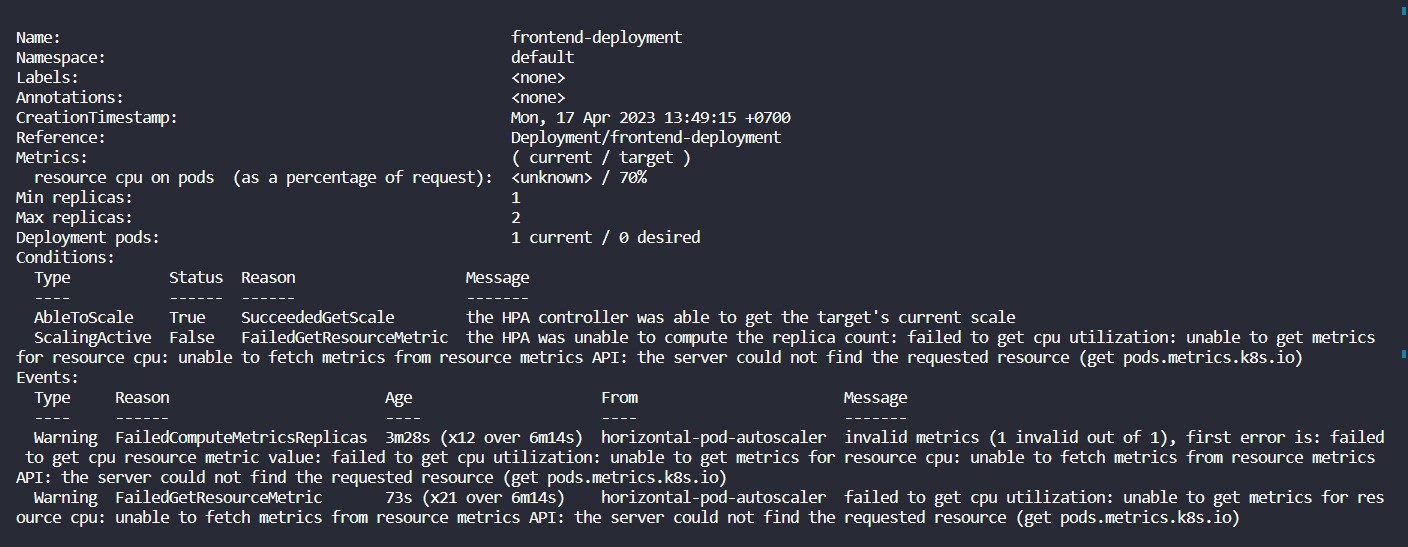 Name:                                                  frontend-deployment
Namespace:                                             default
Labels:                                                <none>
Annotations:                                           <none>
CreationTimestamp:                                     Mon, 17 Apr 2023 13:49:15 +0700
Reference:                                             Deployment/frontend-deployment
Metrics:                                               ( current / target )
  resource cpu on pods  (as a percentage of request):  <unknown> / 70%
Min replicas:                                          1
Max replicas:                                          2
Deployment pods:                                       1 current / 0 desired
Conditions:
  Type           Status  Reason                   Message
  ----           ------  ------                   -------
  AbleToScale    True    SucceededGetScale        the HPA controller was able to get the target's current scale
  ScalingActive  False   FailedGetResourceMetric  the HPA was unable to compute the replica count: failed to get cpu utilization: unable to get metrics
for resource cpu: unable to fetch metrics from resource metrics API: the server could not find the requested resource (get pods.metrics.k8s.io)
Events:
  Type     Reason                        Age                     From                       Message
  ----     ------                        ----                    ----                       -------
  Warning  FailedComputeMetricsReplicas  3m28s (x12 over 6m14s)  horizontal-pod-autoscaler  invalid metrics (1 invalid out of 1), first error is: failed
 to get cpu resource metric value: failed to get cpu utilization: unable to get metrics for resource cpu: unable to fetch metrics from resource metrics
API: the server could not find the requested resource (get pods.metrics.k8s.io)
  Warning  FailedGetResourceMetric       73s (x21 over 6m14s)    horizontal-pod-autoscaler  failed to get cpu utilization: unable to get metrics for res
ource cpu: unable to fetch metrics from resource metrics API: the server could not find the requested resource (get pods.metrics.k8s.io)